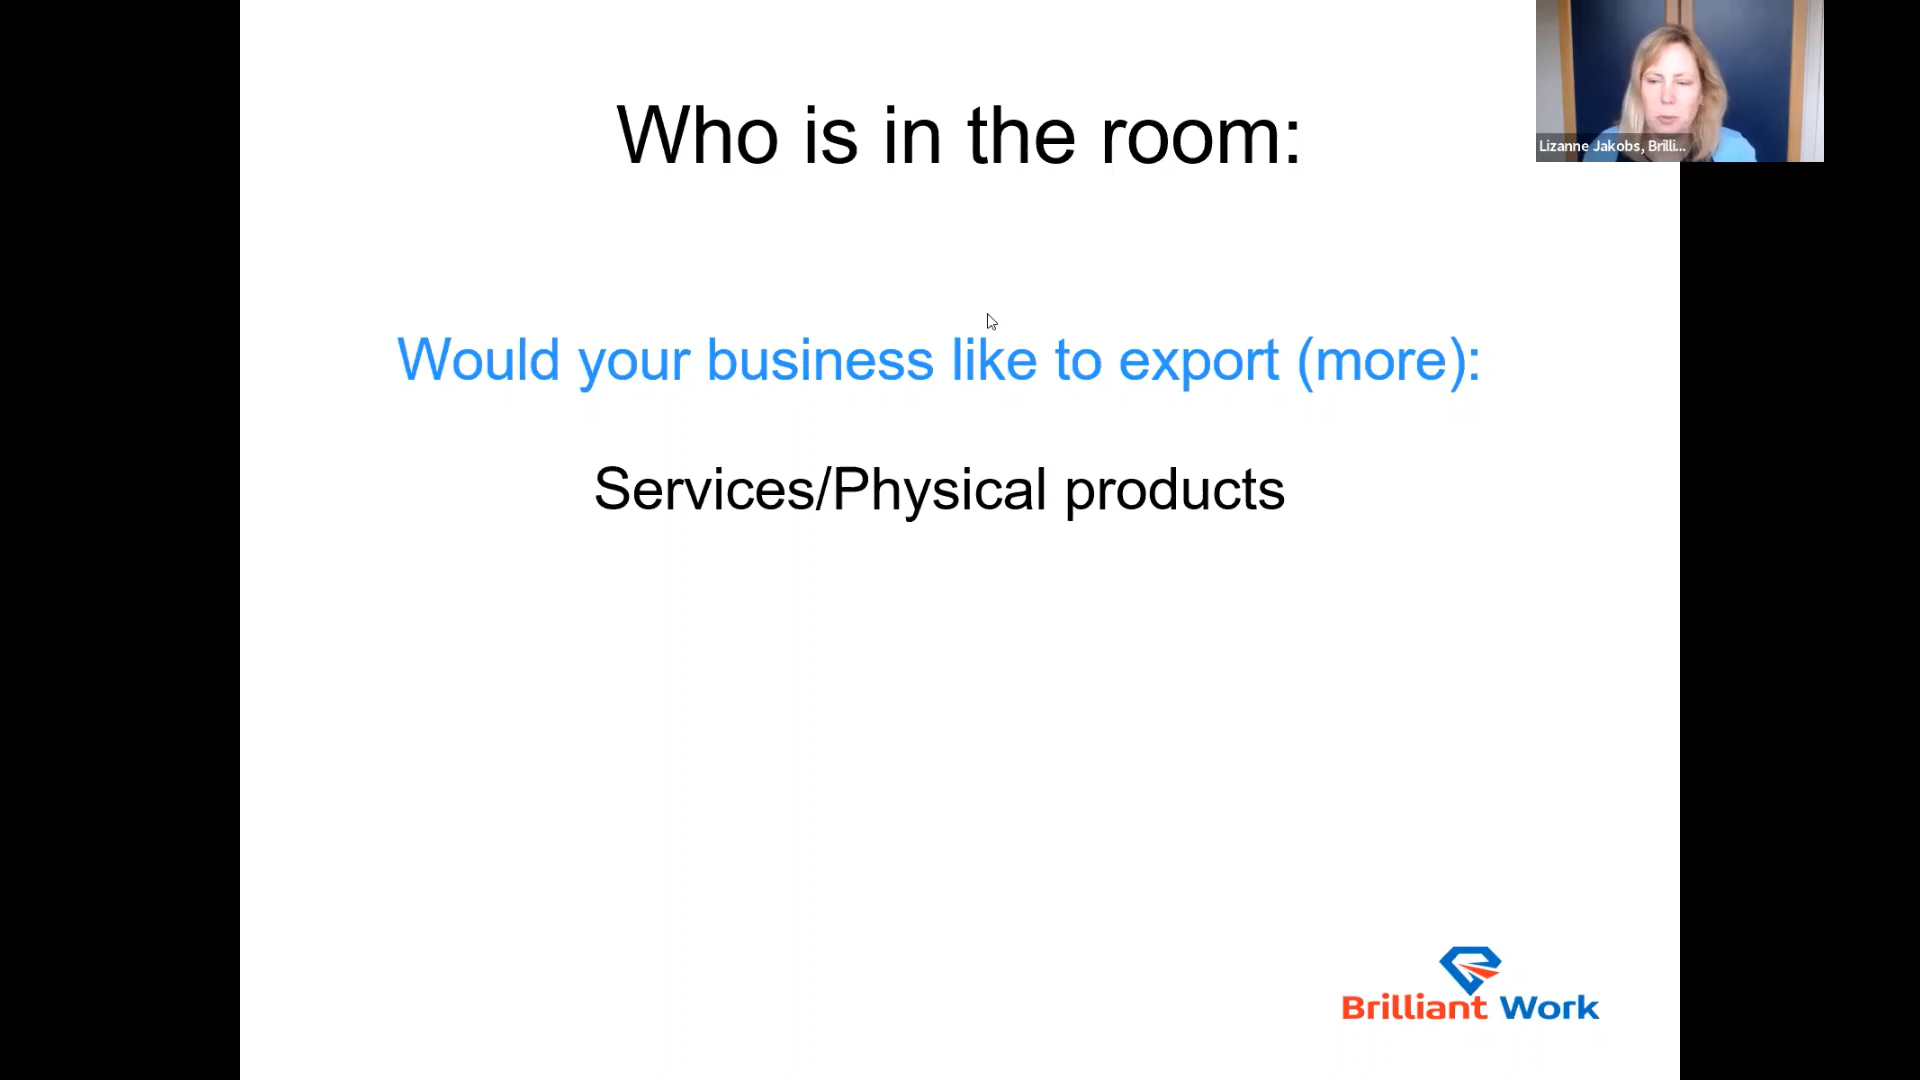 Who is in the room:
Lizanne Jakobs, Brilli...
Would your business like to export (more):
Services/Physical products
Brilliant Work